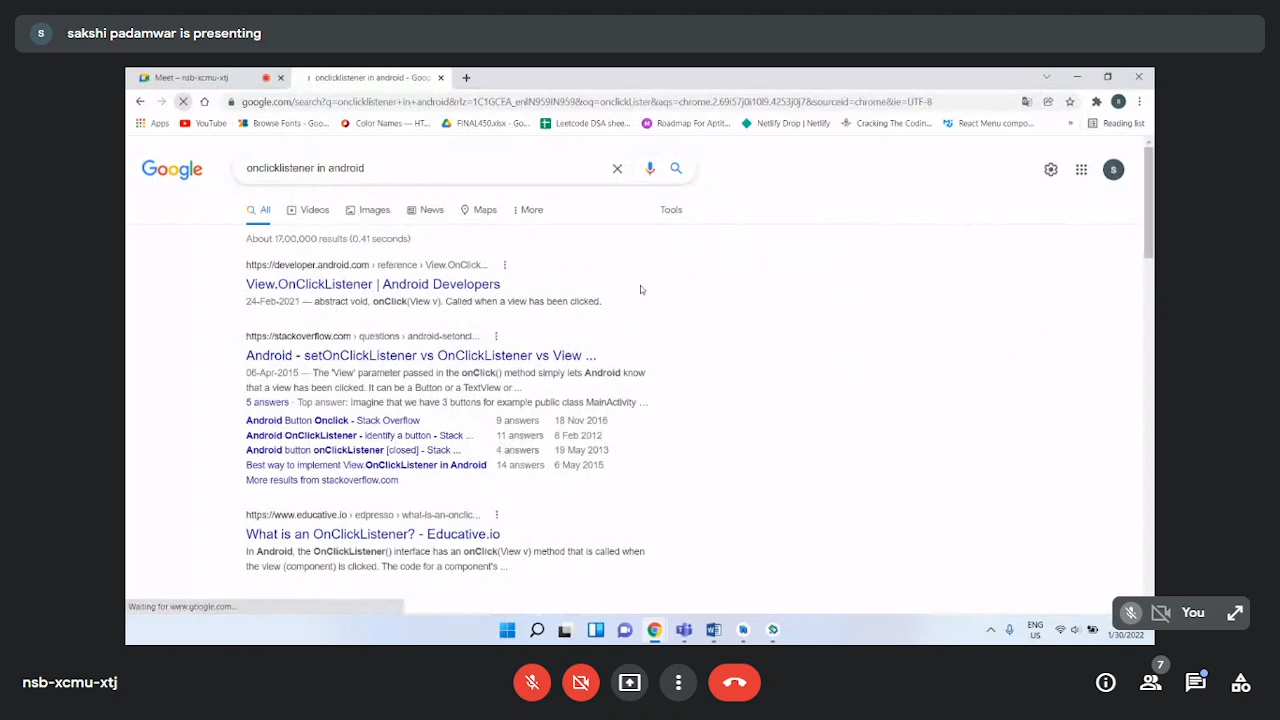 S sakshi padamwar is presenting
Meet – nsb-xcmu-xtj
onclicklistener in android - Goog
google.com/search?q=onclicklistener+in+android&rlz=1C1GCEA_enIN959IN959&oq=onclickLister&aqs=chrome.2.69i57j0i10l9.4253j0j7&sourceid=chrome&ie=UTF-8
S
Apps YouTube Browse Fonts - Goo... Color Names — HT... FINAL450.xlsx - Go... Leetcode DSA shee... Roadmap For Aptit... Netlify Drop | Netlify Cracking The Codin... React Menu compo... » Reading list
Google onclicklistener in android S
All Videos Images News Maps More Tools
About 17,00,000 results (0.41 seconds)
https://developer.android.com › reference › View.OnClick...
View.OnClickListener | Android Developers
24-Feb-2021 — abstract void, onClick(View v). Called when a view has been clicked.
https://stackoverflow.com › questions › android-setoncl...
Android - setOnClickListener vs OnClickListener vs View ...
06-Apr-2015 — The 'View' parameter passed in the onClick() method simply lets Android know
that a view has been clicked. It can be a Button or a TextView or ...
5 answers · Top answer: Imagine that we have 3 buttons for example public class MainActivity ...
Android Button Onclick - Stack Overflow 9 answers 18 Nov 2016
Android OnClickListener - identify a button - Stack ... 11 answers 8 Feb 2012
Android button onClickListener [closed] - Stack ... 4 answers 19 May 2013
Best way to implement View.OnClickListener in Android 14 answers 6 May 2015
More results from stackoverflow.com
https://www.educative.io › edpresso › what-is-an-onclic...
What is an OnClickListener? - Educative.io
In Android, the OnClickListener() interface has an onClick(View v) method that is called when
the view (component) is clicked. The code for a component's ...
Waiting for www.google.com...
You
ENG
US
1/30/2022
nsb-xcmu-xtj
7